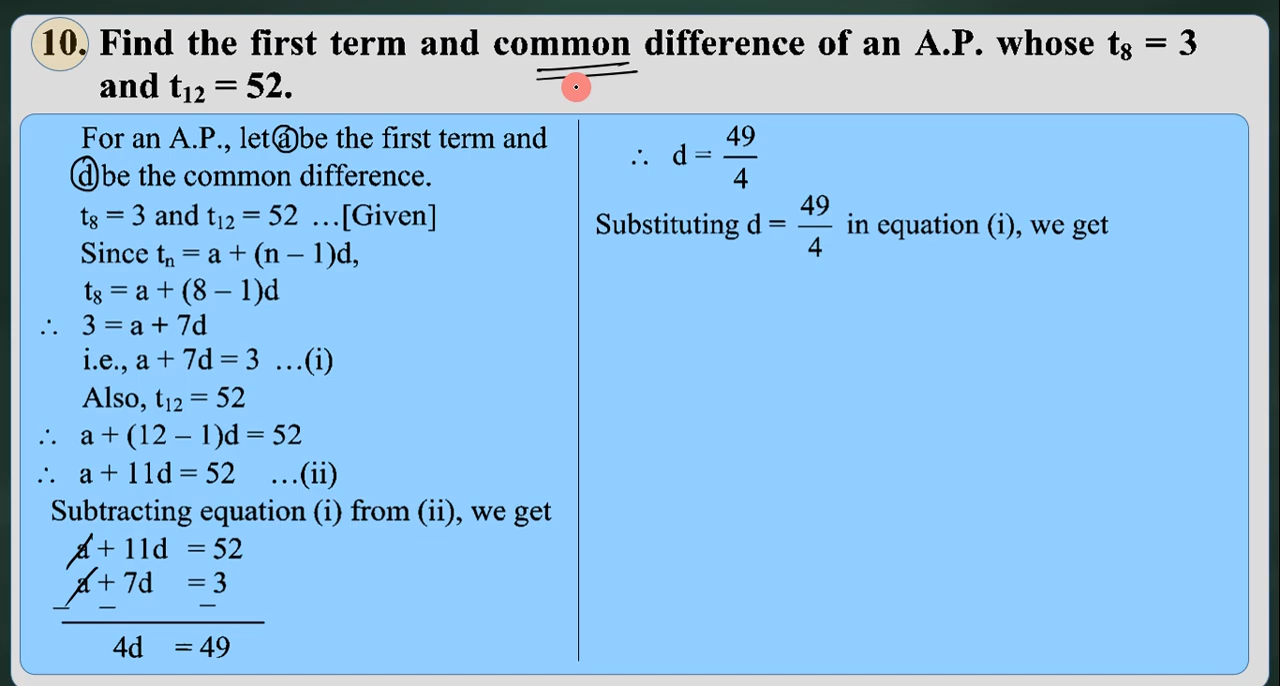 10. Find the first term and common difference of an A.P. whose t₈ = 3
and t₁₂ = 52.
For an A.P., let a be the first term and
d be the common difference.
t₈ = 3 and t₁₂ = 52 ...[Given]
Since tₙ = a + (n – 1)d,
t₈ = a + (8 – 1)d
∴ 3 = a + 7d
i.e., a + 7d = 3 ...(i)
Also, t₁₂ = 52
∴ a + (12 – 1)d = 52
∴ a + 11d = 52 ...(ii)
Subtracting equation (i) from (ii), we get
a + 11d = 52
a + 7d = 3
– – –
4d = 49
∴ d = 49/4
Substituting d = 49/4 in equation (i), we get